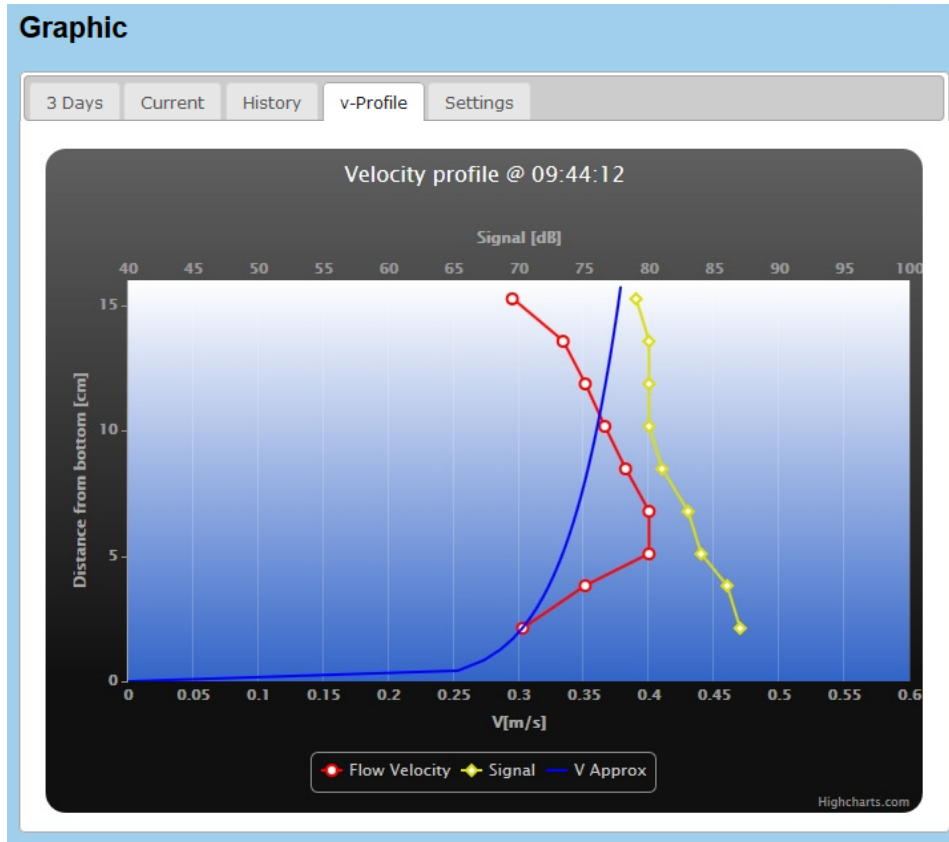 Graphic
3 Days Current History v-Profile Settings
Velocity profile @ 09:44:12
Signal [dB]
40 45 50 55 60 65 70 75 80 85 90 95 100
15
10
5
0
Distance from bottom [cm]
0 0.05 0.1 0.15 0.2 0.25 0.3 0.35 0.4 0.45 0.5 0.55 0.6
V[m/s]
Flow Velocity Signal V Approx
Highcharts.com